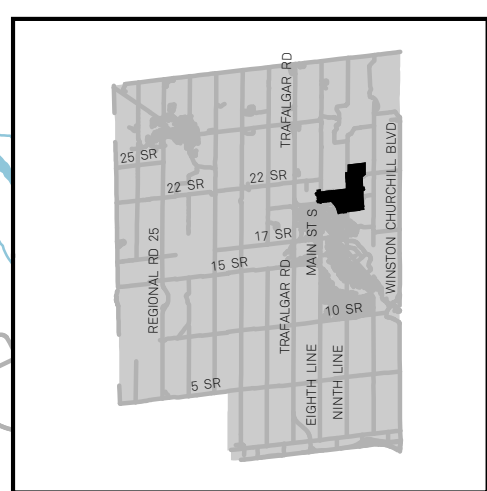 TRAFALGAR RD
25 SR
22 SR
22 SR
WINSTON CHURCHILL BLVD
MAIN ST S
17 SR
REGIONAL RD 25
15 SR
TRAFALGAR RD
10 SR
EIGHTH LINE
NINTH LINE
5 SR